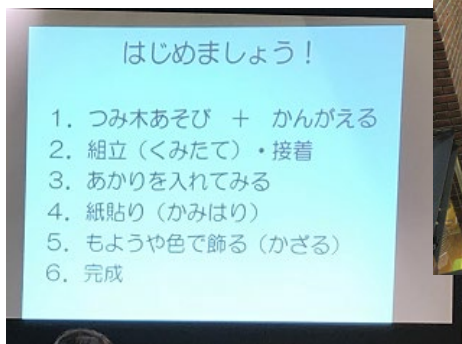 はじめましょう！
1．つみ木あそび　＋　かんがえる
2．組立（くみたて）・接着
3．あかりを入れてみる
4．紙貼り（かみはり）
5．もようや色で飾る（かざる）
6．完成